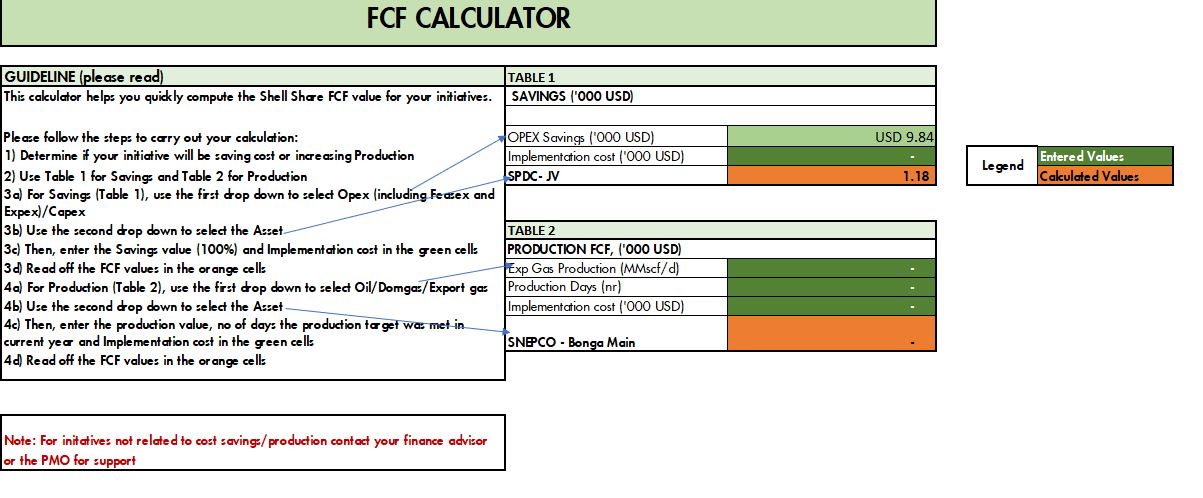 FCF CALCULATOR
GUIDELINE (please read)
This calculator helps you quickly compute the Shell Share FCF value for your initiatives.
Please follow the steps to carry out your calculation:
1) Determine if your initiative will be saving cost or increasing Production
2) Use Table 1 for Savings and Table 2 for Production
3a) For Savings (Table 1), use the first drop down to select Opex (including Feasex and
Expex)/Capex
3b) Use the second drop down to select the Asset
3c) Then, enter the Savings value (100%) and Implementation cost in the green cells
3d) Read off the FCF values in the orange cells
4a) For Production (Table 2), use the first drop down to select Oil/Domgas/Export gas
4b) Use the second drop down to select the Asset
4c) Then, enter the production value, no of days the production target was met in
current year and Implementation cost in the green cells
4d) Read off the FCF values in the orange cells
Note: For initatives not related to cost savings/production contact your finance advisor
or the PMO for support
TABLE 1
SAVINGS ('000 USD)
OPEX Savings ('000 USD) USD 9.84
Implementation cost ('000 USD) -
SPDC- JV 1.18
TABLE 2
PRODUCTION FCF, ('000 USD)
Exp Gas Production (MMscf/d) -
Production Days (nr) -
Implementation cost ('000 USD) -
SNEPCO - Bonga Main -
Legend
Entered Values
Calculated Values